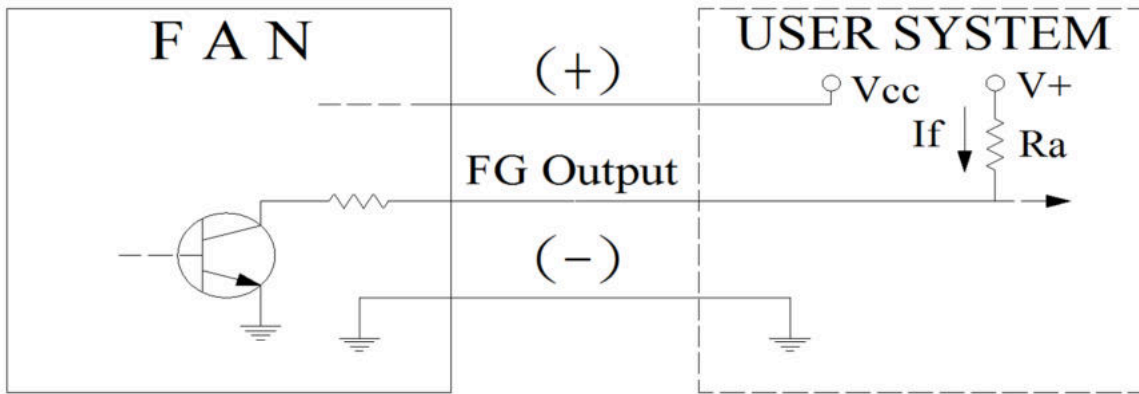 F A N
USER SYSTEM
(+)
Vcc
V+
If
Ra
FG Output
(-)